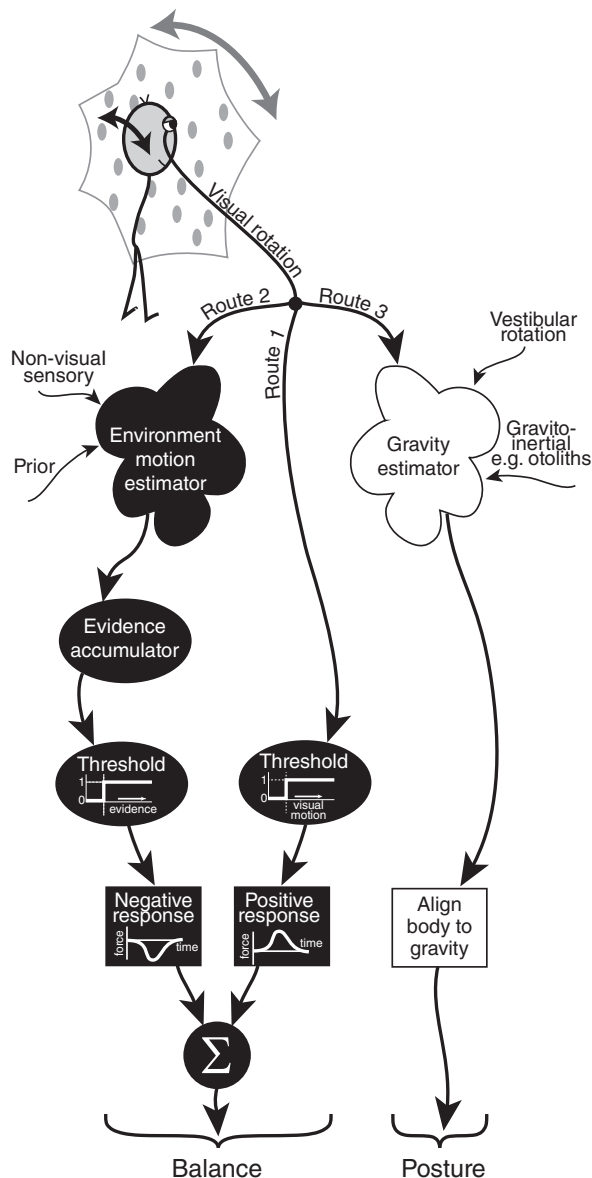 Visual rotation
Route 2
Route 1
Route 3
Non-visual
sensory
Prior
Environment
motion
estimator
Vestibular
rotation
Gravito-
inertial
e.g. otoliths
Gravity
estimator
Evidence
accumulator
Threshold
1
0
evidence
Threshold
1
0
visual
motion
Negative
response
force
time
Positive
response
force
time
Align
body to
gravity
Σ
Balance
Posture